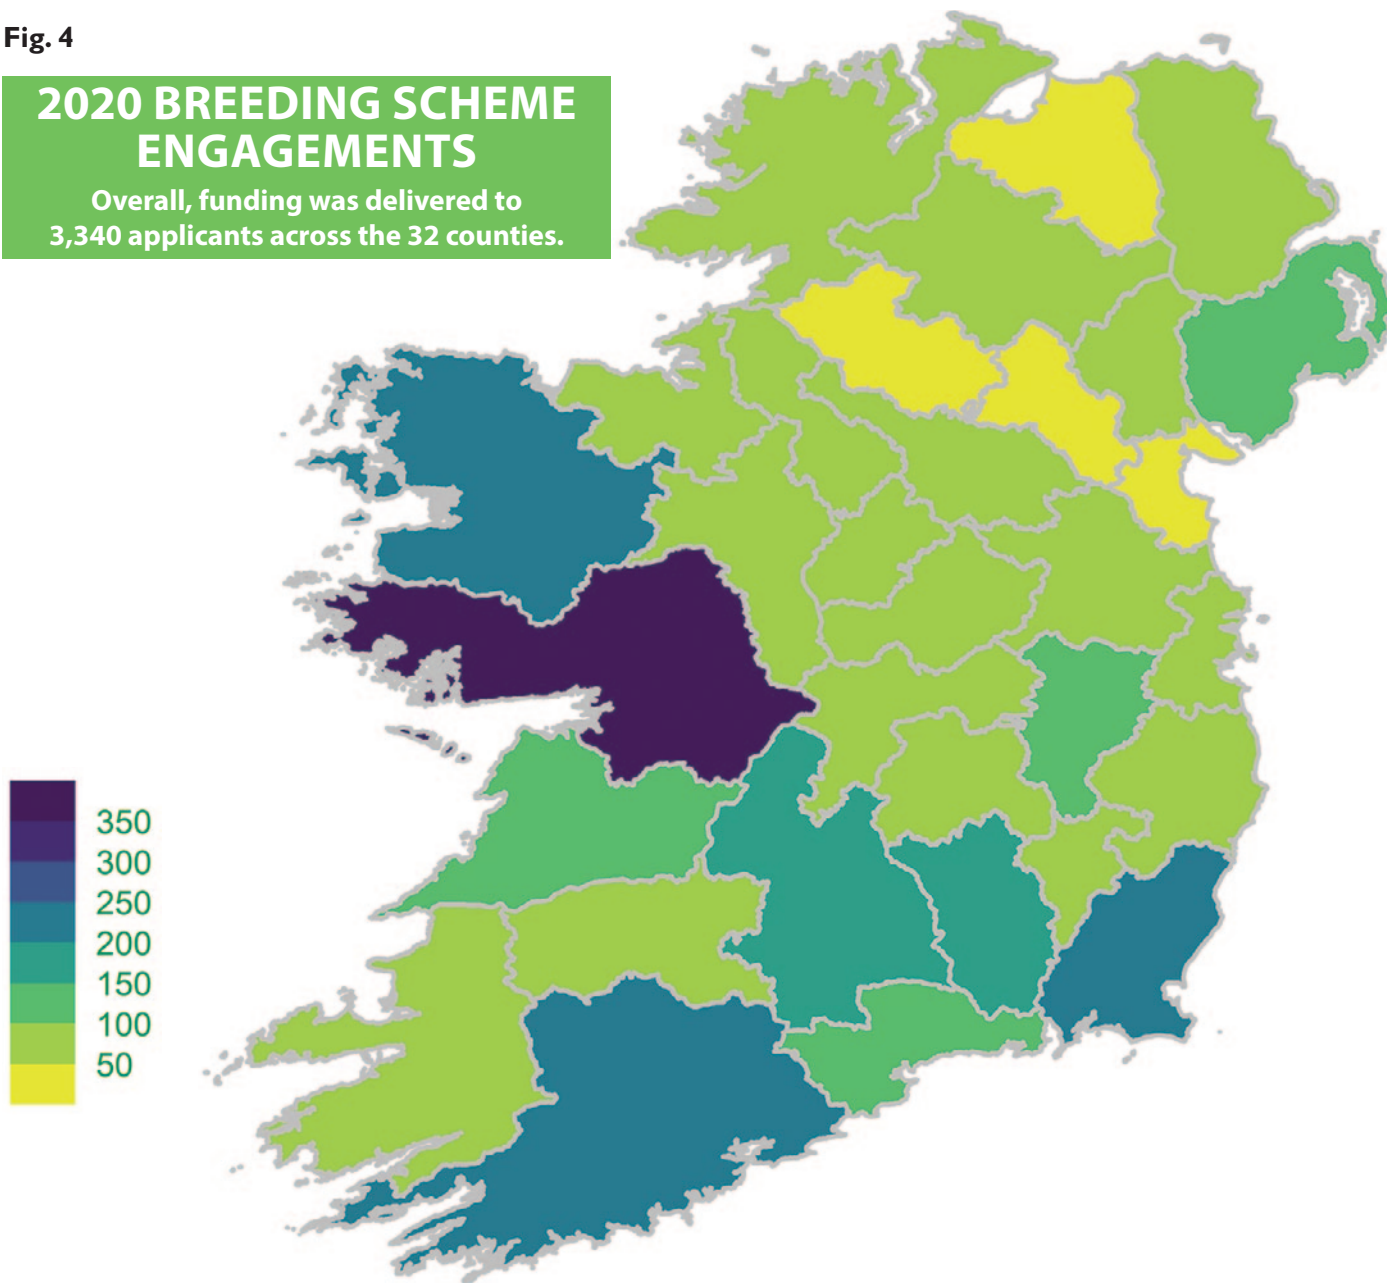 Fig. 4
2020 BREEDING SCHEME
ENGAGEMENTS
Overall, funding was delivered to
3,340 applicants across the 32 counties.
350
300
250
200
150
100
50